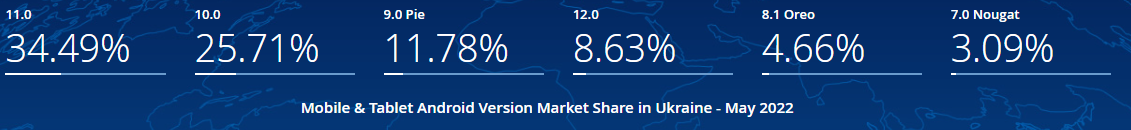 11.0 10.0 9.0 Pie 12.0 8.1 Oreo 7.0 Nougat
34.49% 25.71% 11.78% 8.63% 4.66% 3.09%
Mobile & Tablet Android Version Market Share in Ukraine - May 2022